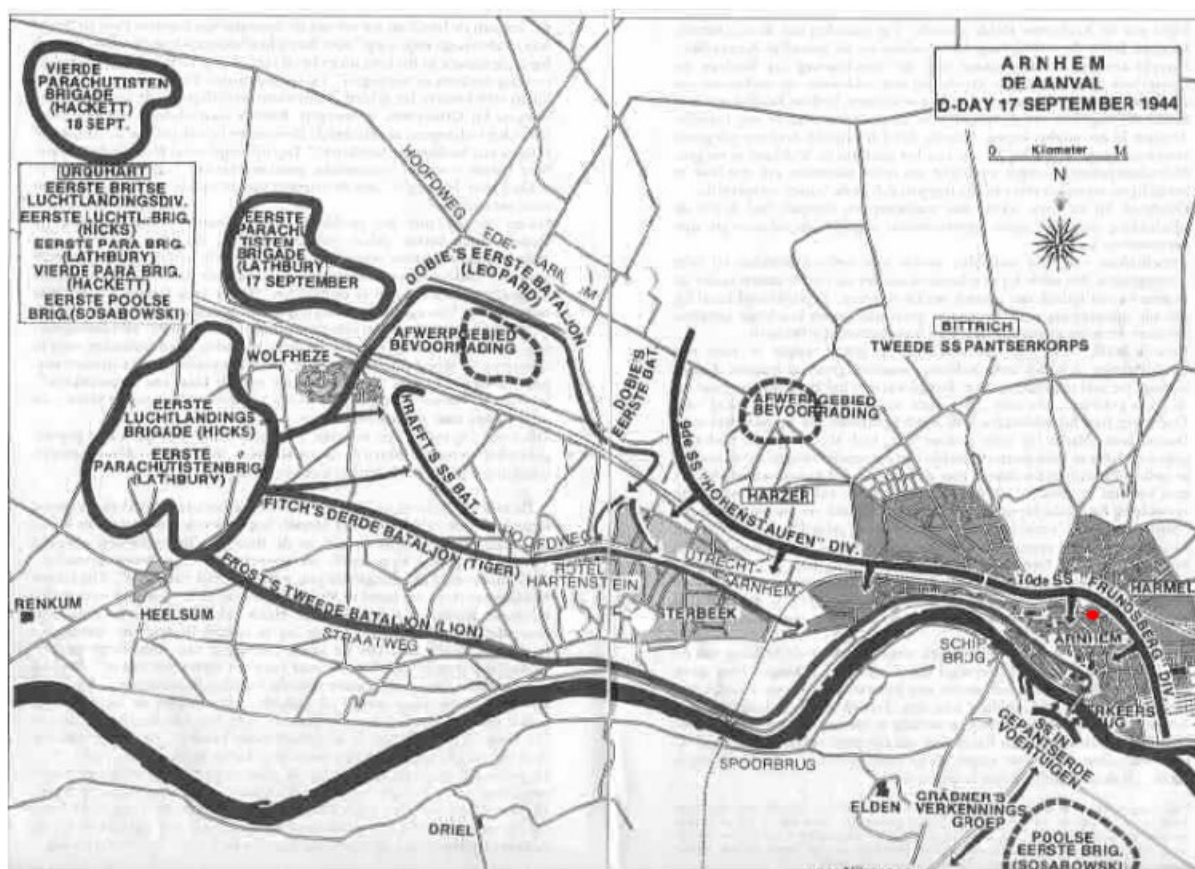 VIERDE
PARACHUTISTEN
BRIGADE
(HACKETT)
18 SEPT.
URQUHART
EERSTE BRITSE
LUCHTLANDINGSDIV.
EERSTE LUCHTL.BRIG.
(HICKS)
EERSTE PARA BRIG.
(LATHBURY)
VIERDE PARA BRIG.
(HACKETT)
EERSTE POOLSE
BRIG.(SOSABOWSKI)
ARNHEM
DE AANVAL
D-DAY 17 SEPTEMBER 1944
0 Kilometer
N
HOOFDWEG
EERSTE
PARACHU
TISTEN
BRIGADE
(LATHBURY)
17 SEPTEMBER
EDE-
DOBIE'S EERSTE BATALJON
(LEOPARD)
AFWERPGEBIED
BEVOORRADING
WOLFHEZE
DOBIE'S
EERSTE BAT.
BITTRICH
TWEEDE SS PANTSERKORPS
AFWERPGEBIED
BEVOORRADING
EERSTE
LUCHTLANDINGS
BRIGADE (HICKS)
EERSTE
PARACHUTISTENBRIG.
(LATHBURY)
KRAFFT'S SS BAT.
9de SS "HOHENSTAUFEN" DIV.
HARZER
FITCH'S DERDE BATALJON (TIGER)
HOOFDWEG
HOTEL
HARTENSTEIN
UTRECHT-
ARNHEM
10de SS "FRUNDSBERG" DIV.
HARMEL
RENKUM
HEELSUM
FROST'S TWEEDE BATALJON (LION)
STRAATWEG
STERBEEK
ARNHEM
SCHIP
BRUG
ERKEERS
UG
SS IN
GEPANTSERDE
VOERTUIGEN
SPOORBRUG
ELDEN
GRÄBNER'S
VERKENNINGS
GROEP
DRIEL
POOLSE
EERSTE BRIG.
(SOSABOWSKI)